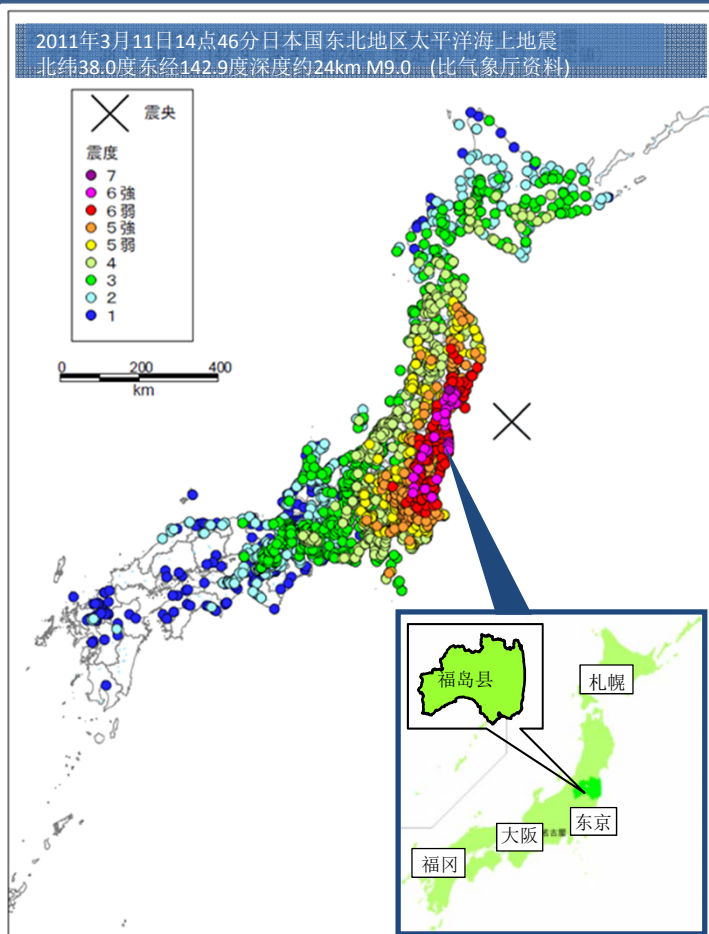 2011年3月11日14点46分日本国东北地区太平洋海上地震
北纬38.0度东经142.9度深度约24km M9.0 （比气象厅资料)
震央
震度
7
6強
6弱
5強
5弱
4
3
2
1
0 200 400
km
福岛县
札幌
东京
名古屋
大阪
福冈